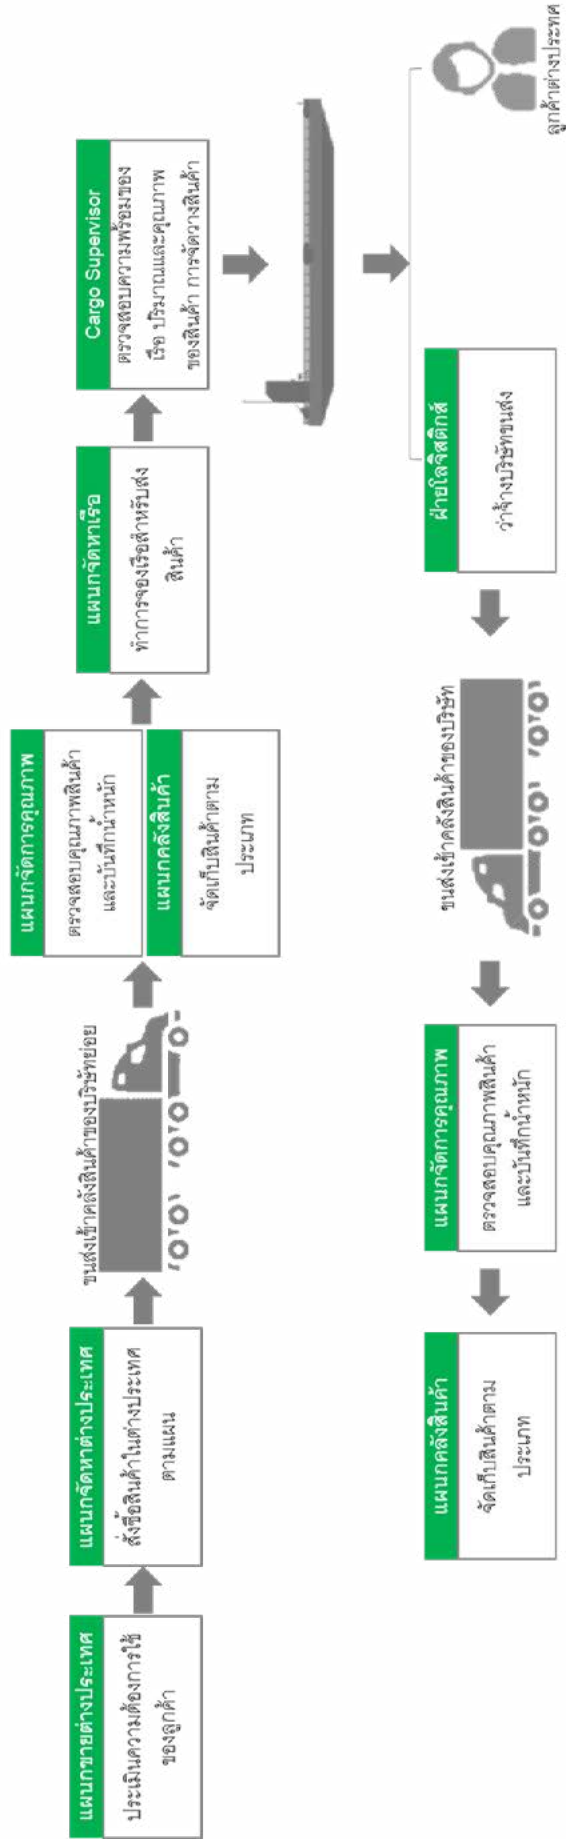 แผนกขายต่างประเทศ
ประเมินความต้องการใช้
ของลูกค้า
แผนกจัดหาต่างประเทศ
สั่งซื้อสินค้าในต่างประเทศ
ตามแผน
ขนส่งเข้าคลังสินค้าของบริษัทย่อย
แผนกจัดการคุณภาพ
ตรวจสอบคุณภาพสินค้า
และบันทึกน้ำหนัก
แผนกคลังสินค้า
จัดเก็บสินค้าตาม
ประเภท
แผนกจัดหาเรือ
ทำการจองเรือสำหรับส่ง
สินค้า
Cargo Supervisor
ตรวจสอบความพร้อมของ
เรือ ปริมาณและคุณภาพ
ของสินค้า การจัดวางสินค้า
ลูกค้าต่างประเทศ
ฝ่ายโลจิสติกส์
ว่าจ้างบริษัทขนส่ง
ขนส่งเข้าคลังสินค้าของบริษัท
แผนกจัดการคุณภาพ
ตรวจสอบคุณภาพสินค้า
และบันทึกน้ำหนัก
แผนกคลังสินค้า
จัดเก็บสินค้าตาม
ประเภท